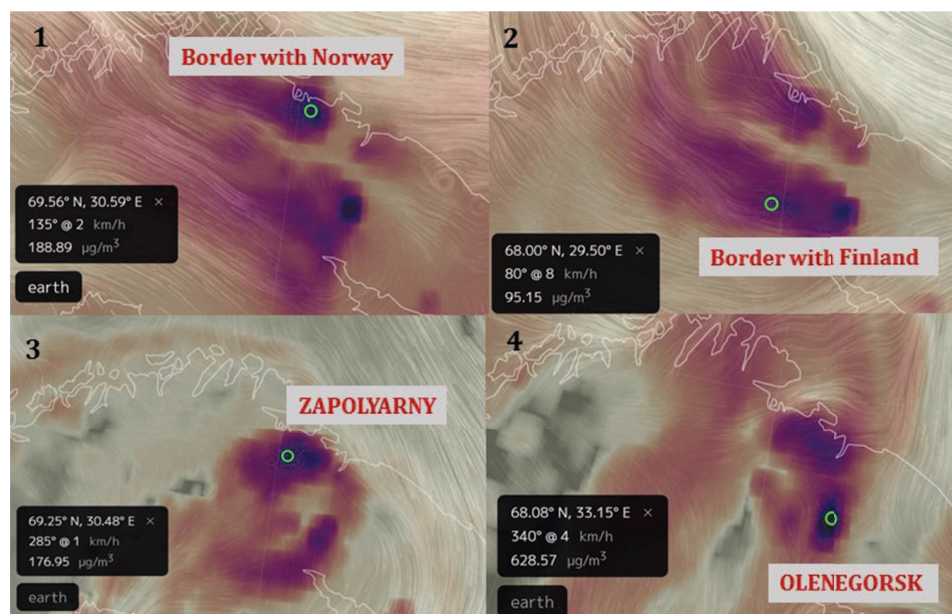 1
Border with Norway
69.56° N, 30.59° E ×
135° @ 2 km/h
188.89 µg/m³
earth
2
68.00° N, 29.50° E ×
80° @ 8 km/h
95.15 µg/m³
Border with Finland
3
ZAPOLYARNY
69.25° N, 30.48° E ×
285° @ 1 km/h
176.95 µg/m³
earth
4
68.08° N, 33.15° E ×
340° @ 4 km/h
628.57 µg/m³
earth
OLENEGORSK